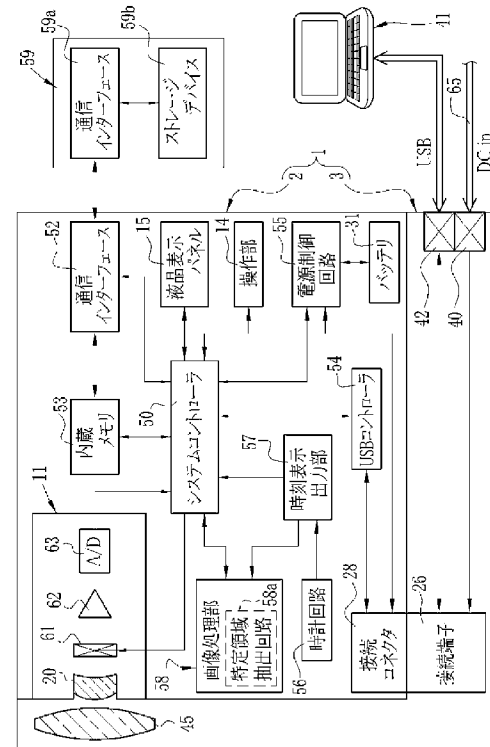 59
59a
通信
インターフェース
59b
ストレージ
デバイス
41
65
USB
DC in
1
2
3
52
通信
インターフェース
15
液晶表示
パネル
14
操作部
55
電源制御
回路
31
バッテリ
42
40
53
内蔵
メモリ
50
システムコントローラ
57
時刻表示
出力部
54
USBコントローラ
11
63
A/D
62
61
20
45
58
画像処理部
58a
特定領域
抽出回路
56
時計回路
28
接続
コネクタ
26
接続端子